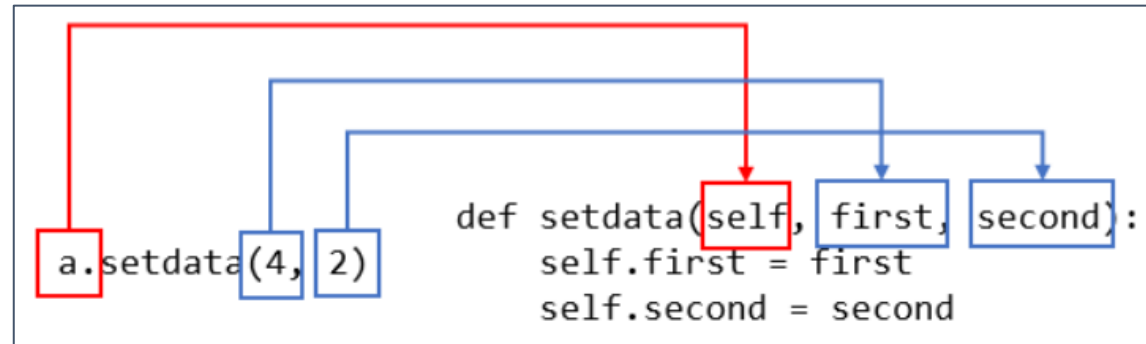 def setdata(self, first, second):
a.setdata(4, 2)
self.first = first
self.second = second